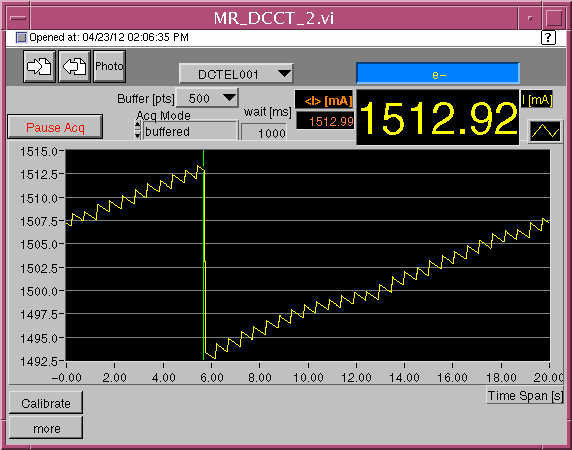 MR_DCCT_2.vi
Opened at: 04/23/12 02:06:35 PM
?
Photo
DCTEL001
e-
Buffer [pts]
500
<I> [mA]
1512.99
1512.92
I [mA]
wait [ms]
1000
Acq Mode
buffered
Pause Acq
1515.0-
1512.5-
1510.0-
1507.5-
1505.0-
1502.5-
1500.0-
1497.5-
1495.0-
1492.5-
-0.00 2.00 4.00 6.00 8.00 10.00 12.00 14.00 16.00 18.00 20.00
Time Span [s]
Calibrate
more